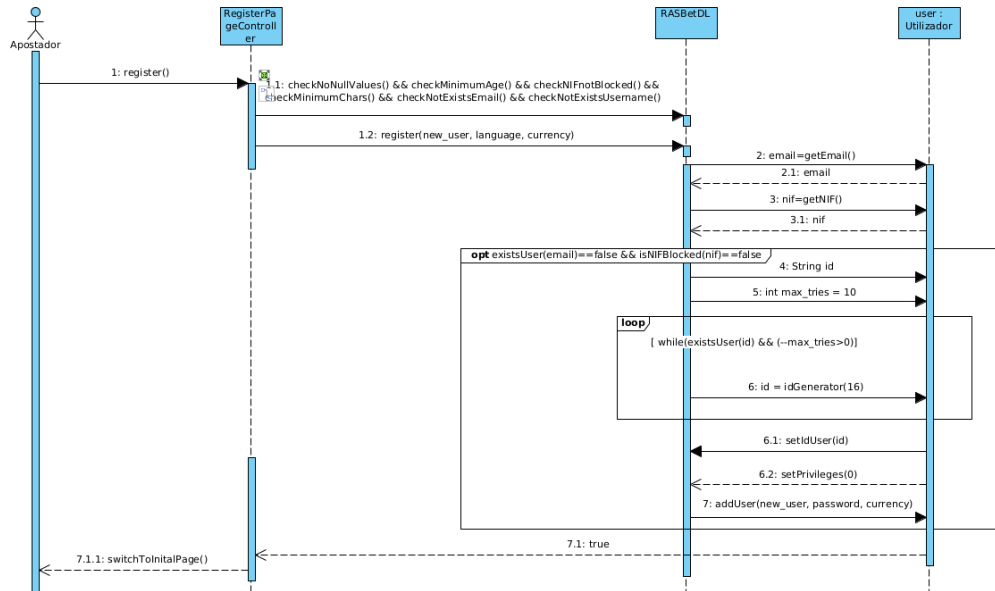 RegisterPa
geController
er
RASBetDL
user :
Utilizador
Apostador
1: register()
1.1: checkNoNullValues() && checkMinimumAge() && checkNIFnotBlocked() &&
checkMinimumChars() && checkNotExistsEmail() && checkNotExistsUsername()
1.2: register(new_user, language, currency)
2: email=getEmail()
2.1: email
3: nif=getNIF()
3.1: nif
opt existsUser(email)==false && isNIFBlocked(nif)==false
4: String id
5: int max_tries = 10
loop
[ while(existsUser(id) && (--max_tries>0)]
6: id = idGenerator(16)
6.1: setIdUser(id)
6.2: setPrivileges(0)
7: addUser(new_user, password, currency)
7.1: true
7.1.1: switchToInitalPage()